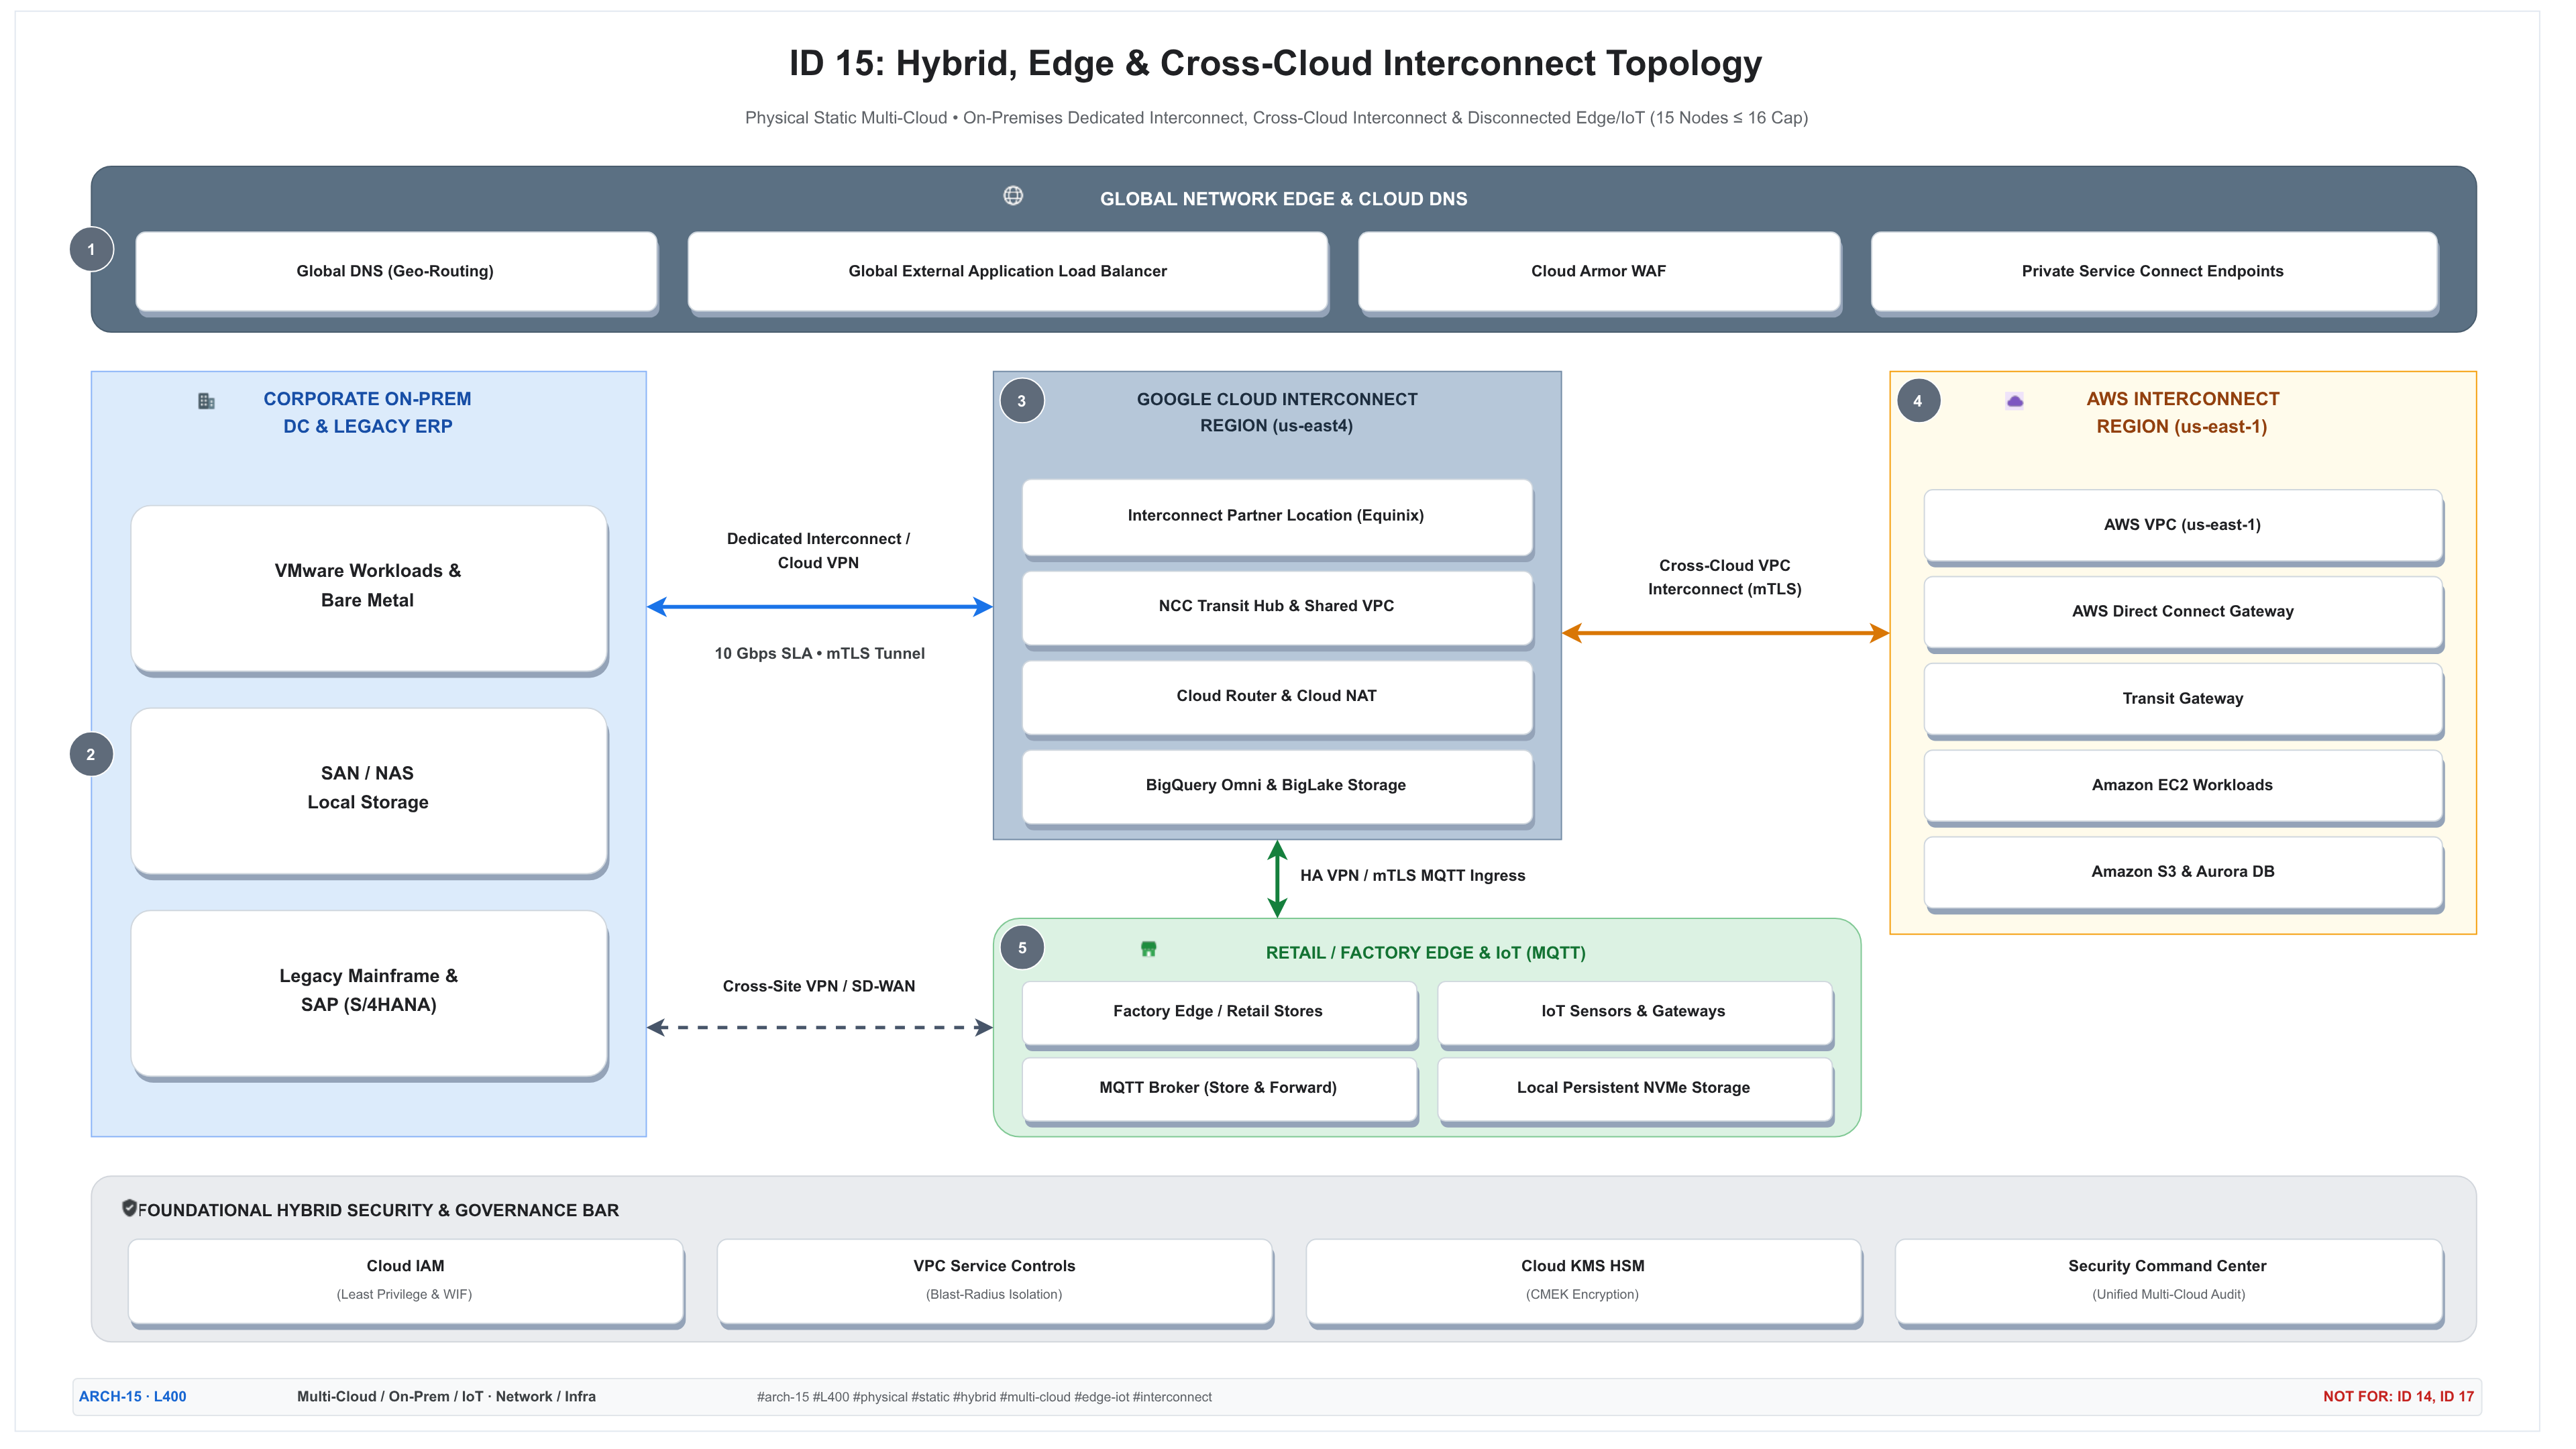 ID 15: Hybrid, Edge & Cross-Cloud Interconnect Topology
Physical Static Multi-Cloud • On-Premises Dedicated Interconnect, Cross-Cloud Interconnect & Disconnected Edge/IoT (15 Nodes ≤ 16 Cap)
GLOBAL NETWORK EDGE & CLOUD DNS
1
Global DNS (Geo-Routing)
Global External Application Load Balancer
Cloud Armor WAF
Private Service Connect Endpoints
CORPORATE ON-PREM
DC & LEGACY ERP
2
VMware Workloads &
Bare Metal
SAN / NAS
Local Storage
Legacy Mainframe &
SAP (S/4HANA)
Dedicated Interconnect /
Cloud VPN
10 Gbps SLA • mTLS Tunnel
Cross-Site VPN / SD-WAN
3
GOOGLE CLOUD INTERCONNECT
REGION (us-east4)
Interconnect Partner Location (Equinix)
NCC Transit Hub & Shared VPC
Cloud Router & Cloud NAT
BigQuery Omni & BigLake Storage
Cross-Cloud VPC
Interconnect (mTLS)
4
AWS INTERCONNECT
REGION (us-east-1)
AWS VPC (us-east-1)
AWS Direct Connect Gateway
Transit Gateway
Amazon EC2 Workloads
Amazon S3 & Aurora DB
HA VPN / mTLS MQTT Ingress
5
RETAIL / FACTORY EDGE & IoT (MQTT)
Factory Edge / Retail Stores
IoT Sensors & Gateways
MQTT Broker (Store & Forward)
Local Persistent NVMe Storage
FOUNDATIONAL HYBRID SECURITY & GOVERNANCE BAR
Cloud IAM
(Least Privilege & WIF)
VPC Service Controls
(Blast-Radius Isolation)
Cloud KMS HSM
(CMEK Encryption)
Security Command Center
(Unified Multi-Cloud Audit)
ARCH-15 · L400
Multi-Cloud / On-Prem / IoT · Network / Infra
#arch-15 #L400 #physical #static #hybrid #multi-cloud #edge-iot #interconnect
NOT FOR: ID 14, ID 17